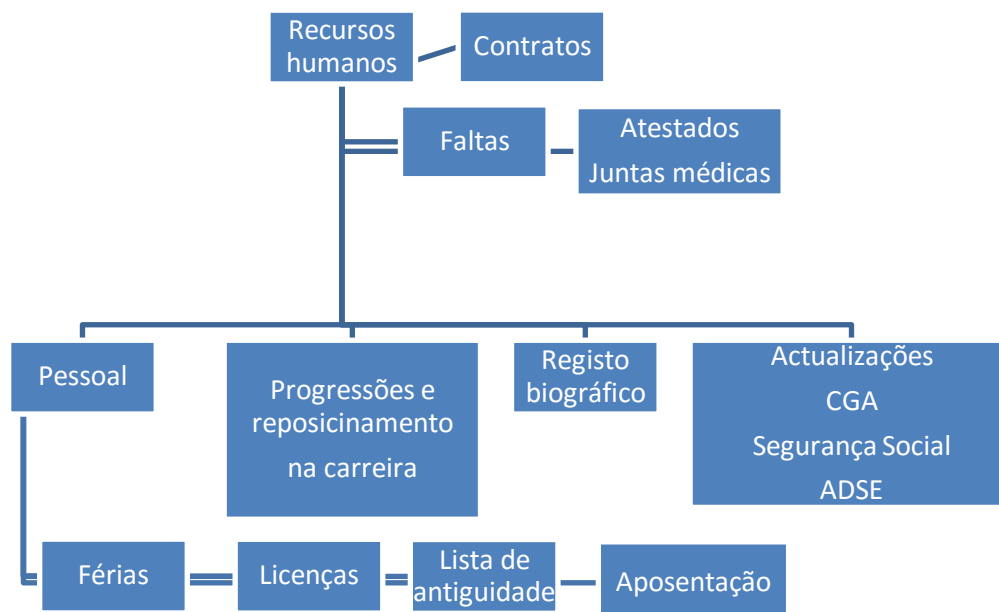 Recursos
humanos
Contratos
Faltas
Atestados
Juntas médicas
Pessoal
Progressões e
reposicinamento
na carreira
Registo
biográfico
Actualizações
CGA
Segurança Social
ADSE
Férias
Licenças
Lista de
antiguidade
Aposentação